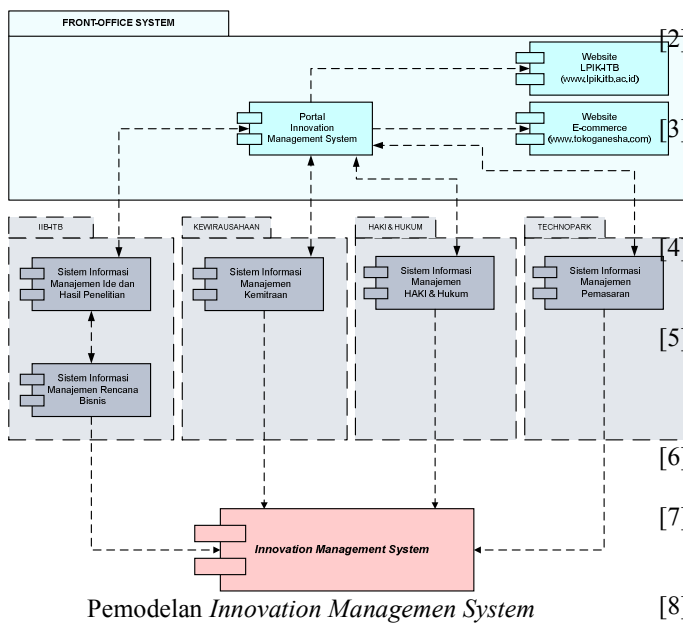 FRONT-OFFICE SYSTEM
[2]
Website
LPIK-ITB
(www.lpik.itb.ac.id)
Portal
Innovation
Management System
Website
E-commerce
(www.tokoganesha.com)
[3]
IIB-ITB
KEWIRAUSAHAAN
HAKI & HUKUM
TECHNOPARK
[4]
Sistem Informasi
Manajemen Ide dan
Hasil Penelitian
Sistem Informasi
Manajemen
Kemitraan
Sistem Informasi
Manajemen
HAKI & Hukum
Sistem Informasi
Manajemen
Pemasaran
[5]
Sistem Informasi
Manajemen Rencana
Bisnis
[6]
[7]
Innovation Management System
Pemodelan Innovation Managemen System
[8]